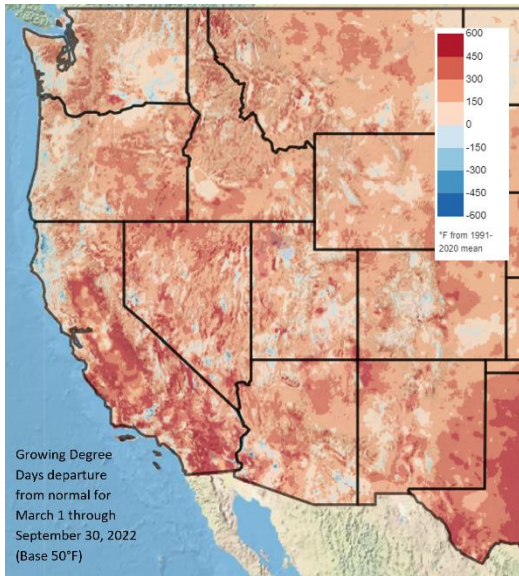 600
450
300
150
0
-150
-300
-450
-600
°F from 1991-
2020 mean
Growing Degree
Days departure
from normal for
March 1 through
September 30, 2022
(Base 50°F)